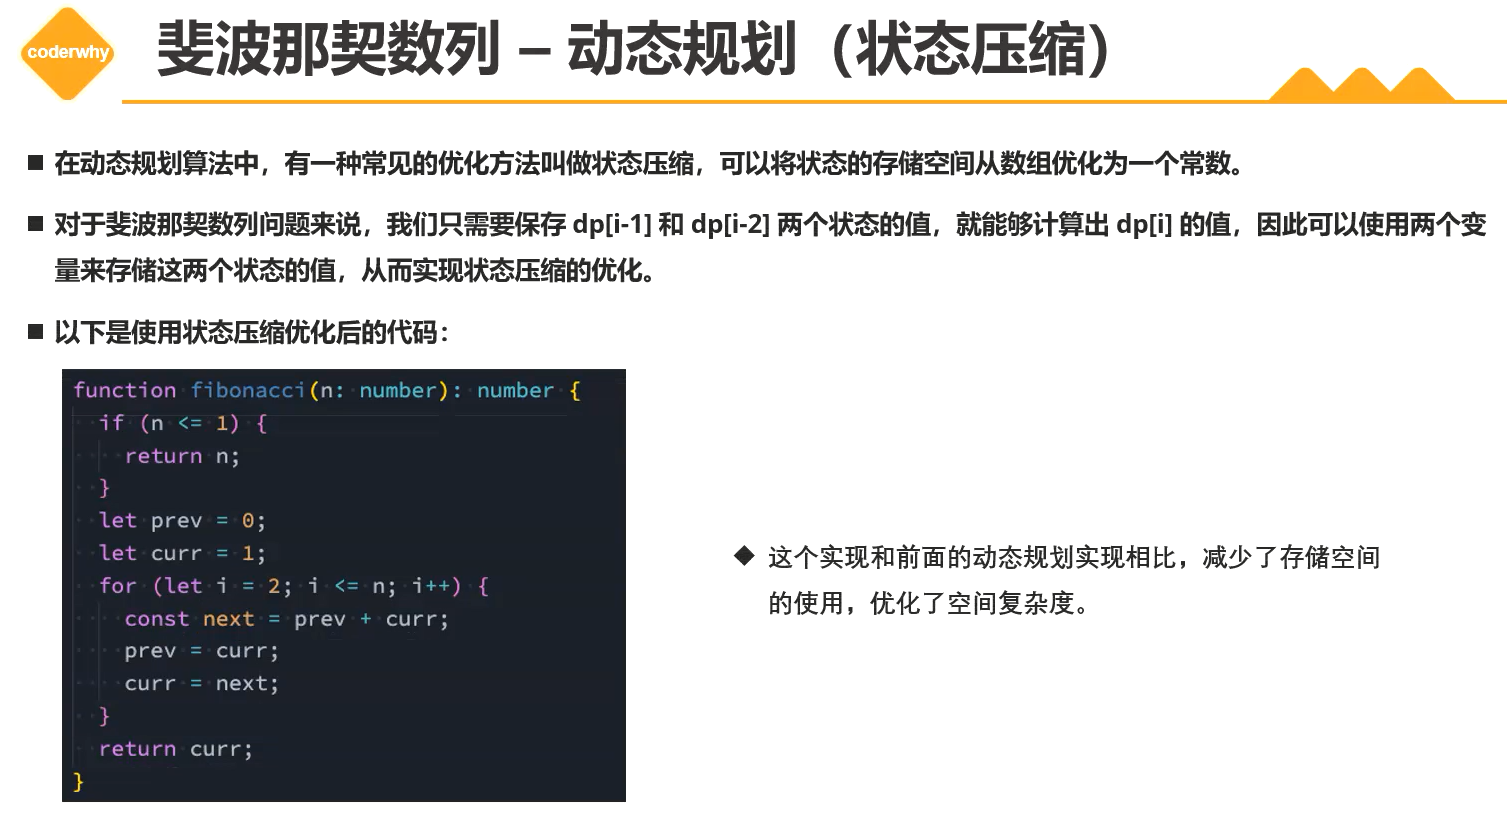 coderwhy
斐波那契数列 – 动态规划（状态压缩）
在动态规划算法中，有一种常见的优化方法叫做状态压缩，可以将状态的存储空间从数组优化为一个常数。
对于斐波那契数列问题来说，我们只需要保存 dp[i-1] 和 dp[i-2] 两个状态的值，就能够计算出 dp[i] 的值，因此可以使用两个变
量来存储这两个状态的值，从而实现状态压缩的优化。
以下是使用状态压缩优化后的代码：
function fibonacci(n: number): number {
  if (n <= 1) {
    return n;
  }
  let prev = 0;
  let curr = 1;
  for (let i = 2; i <= n; i++) {
    const next = prev + curr;
    prev = curr;
    curr = next;
  }
  return curr;
}
这个实现和前面的动态规划实现相比，减少了存储空间
的使用，优化了空间复杂度。